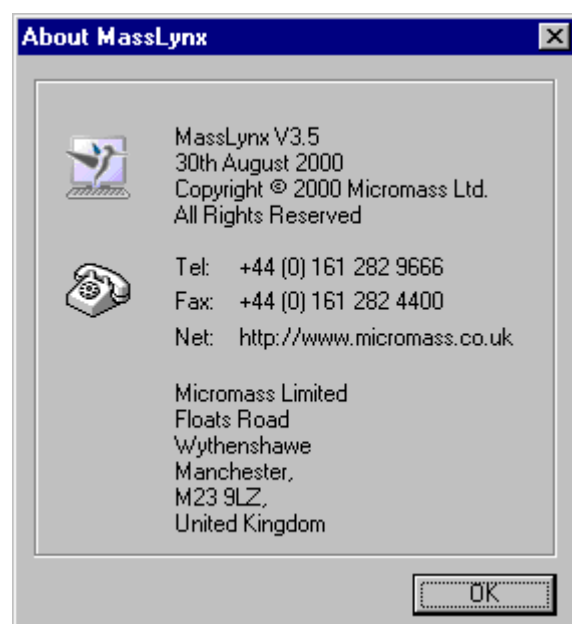 About MassLynx
MassLynx V3.5
30th August 2000
Copyright © 2000 Micromass Ltd.
All Rights Reserved
Tel: +44 (0) 161 282 9666
Fax: +44 (0) 161 282 4400
Net: http://www.micromass.co.uk
Micromass Limited
Floats Road
Wythenshawe
Manchester,
M23 9LZ,
United Kingdom
OK